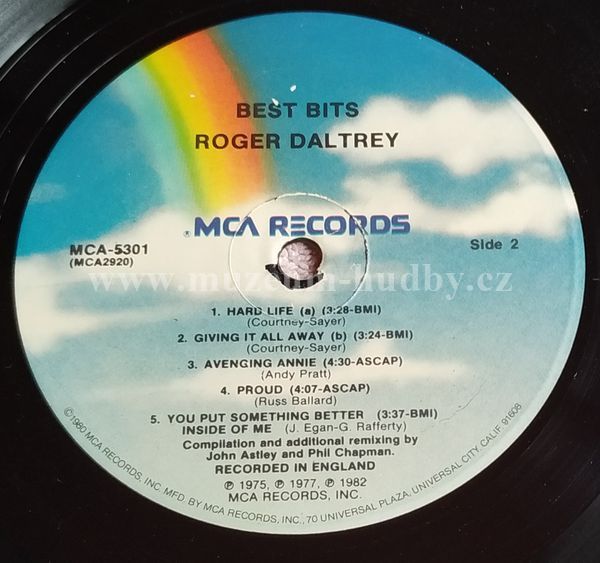 BEST BITS
ROGER DALTREY
® MCA RECORDS
MCA-5301
(MCA2920)
Side 2
www.muzeum-hudby.cz
1. HARD LIFE (a) (3:28-BMI)
(Courtney-Sayer)
2. GIVING IT ALL AWAY (b) (3:24-BMI)
(Courtney-Sayer)
3. AVENGING ANNIE (4:30-ASCAP)
(Andy Pratt)
4. PROUD (4:07-ASCAP)
(Russ Ballard)
5. YOU PUT SOMETHING BETTER (3:37-BMI)
INSIDE OF ME (J. Egan-G. Rafferty)
Compilation and additional remixing by
John Astley and Phil Chapman.
RECORDED IN ENGLAND
℗ 1975, ℗ 1977, ℗ 1982
MCA RECORDS, INC.
©1980 MCA RECORDS, INC. MFD. BY MCA RECORDS, INC., 70 UNIVERSAL PLAZA, UNIVERSAL CITY, CALIF. 91608